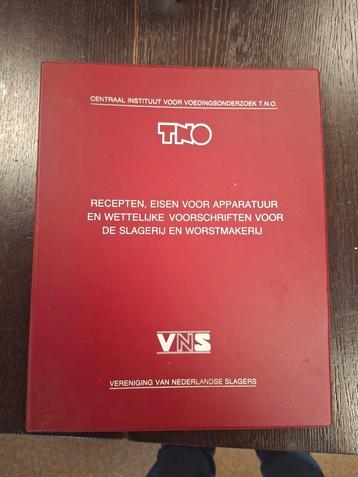 CENTRAAL INSTITUUT VOOR VOEDINGSONDERZOEK T.N.O.
TNO
RECEPTEN, EISEN VOOR APPARATUUR
EN WETTELIJKE VOORSCHRIFTEN VOOR
DE SLAGERIJ EN WORSTMAKERIJ
VNS
VERENIGING VAN NEDERLANDSE SLAGERS